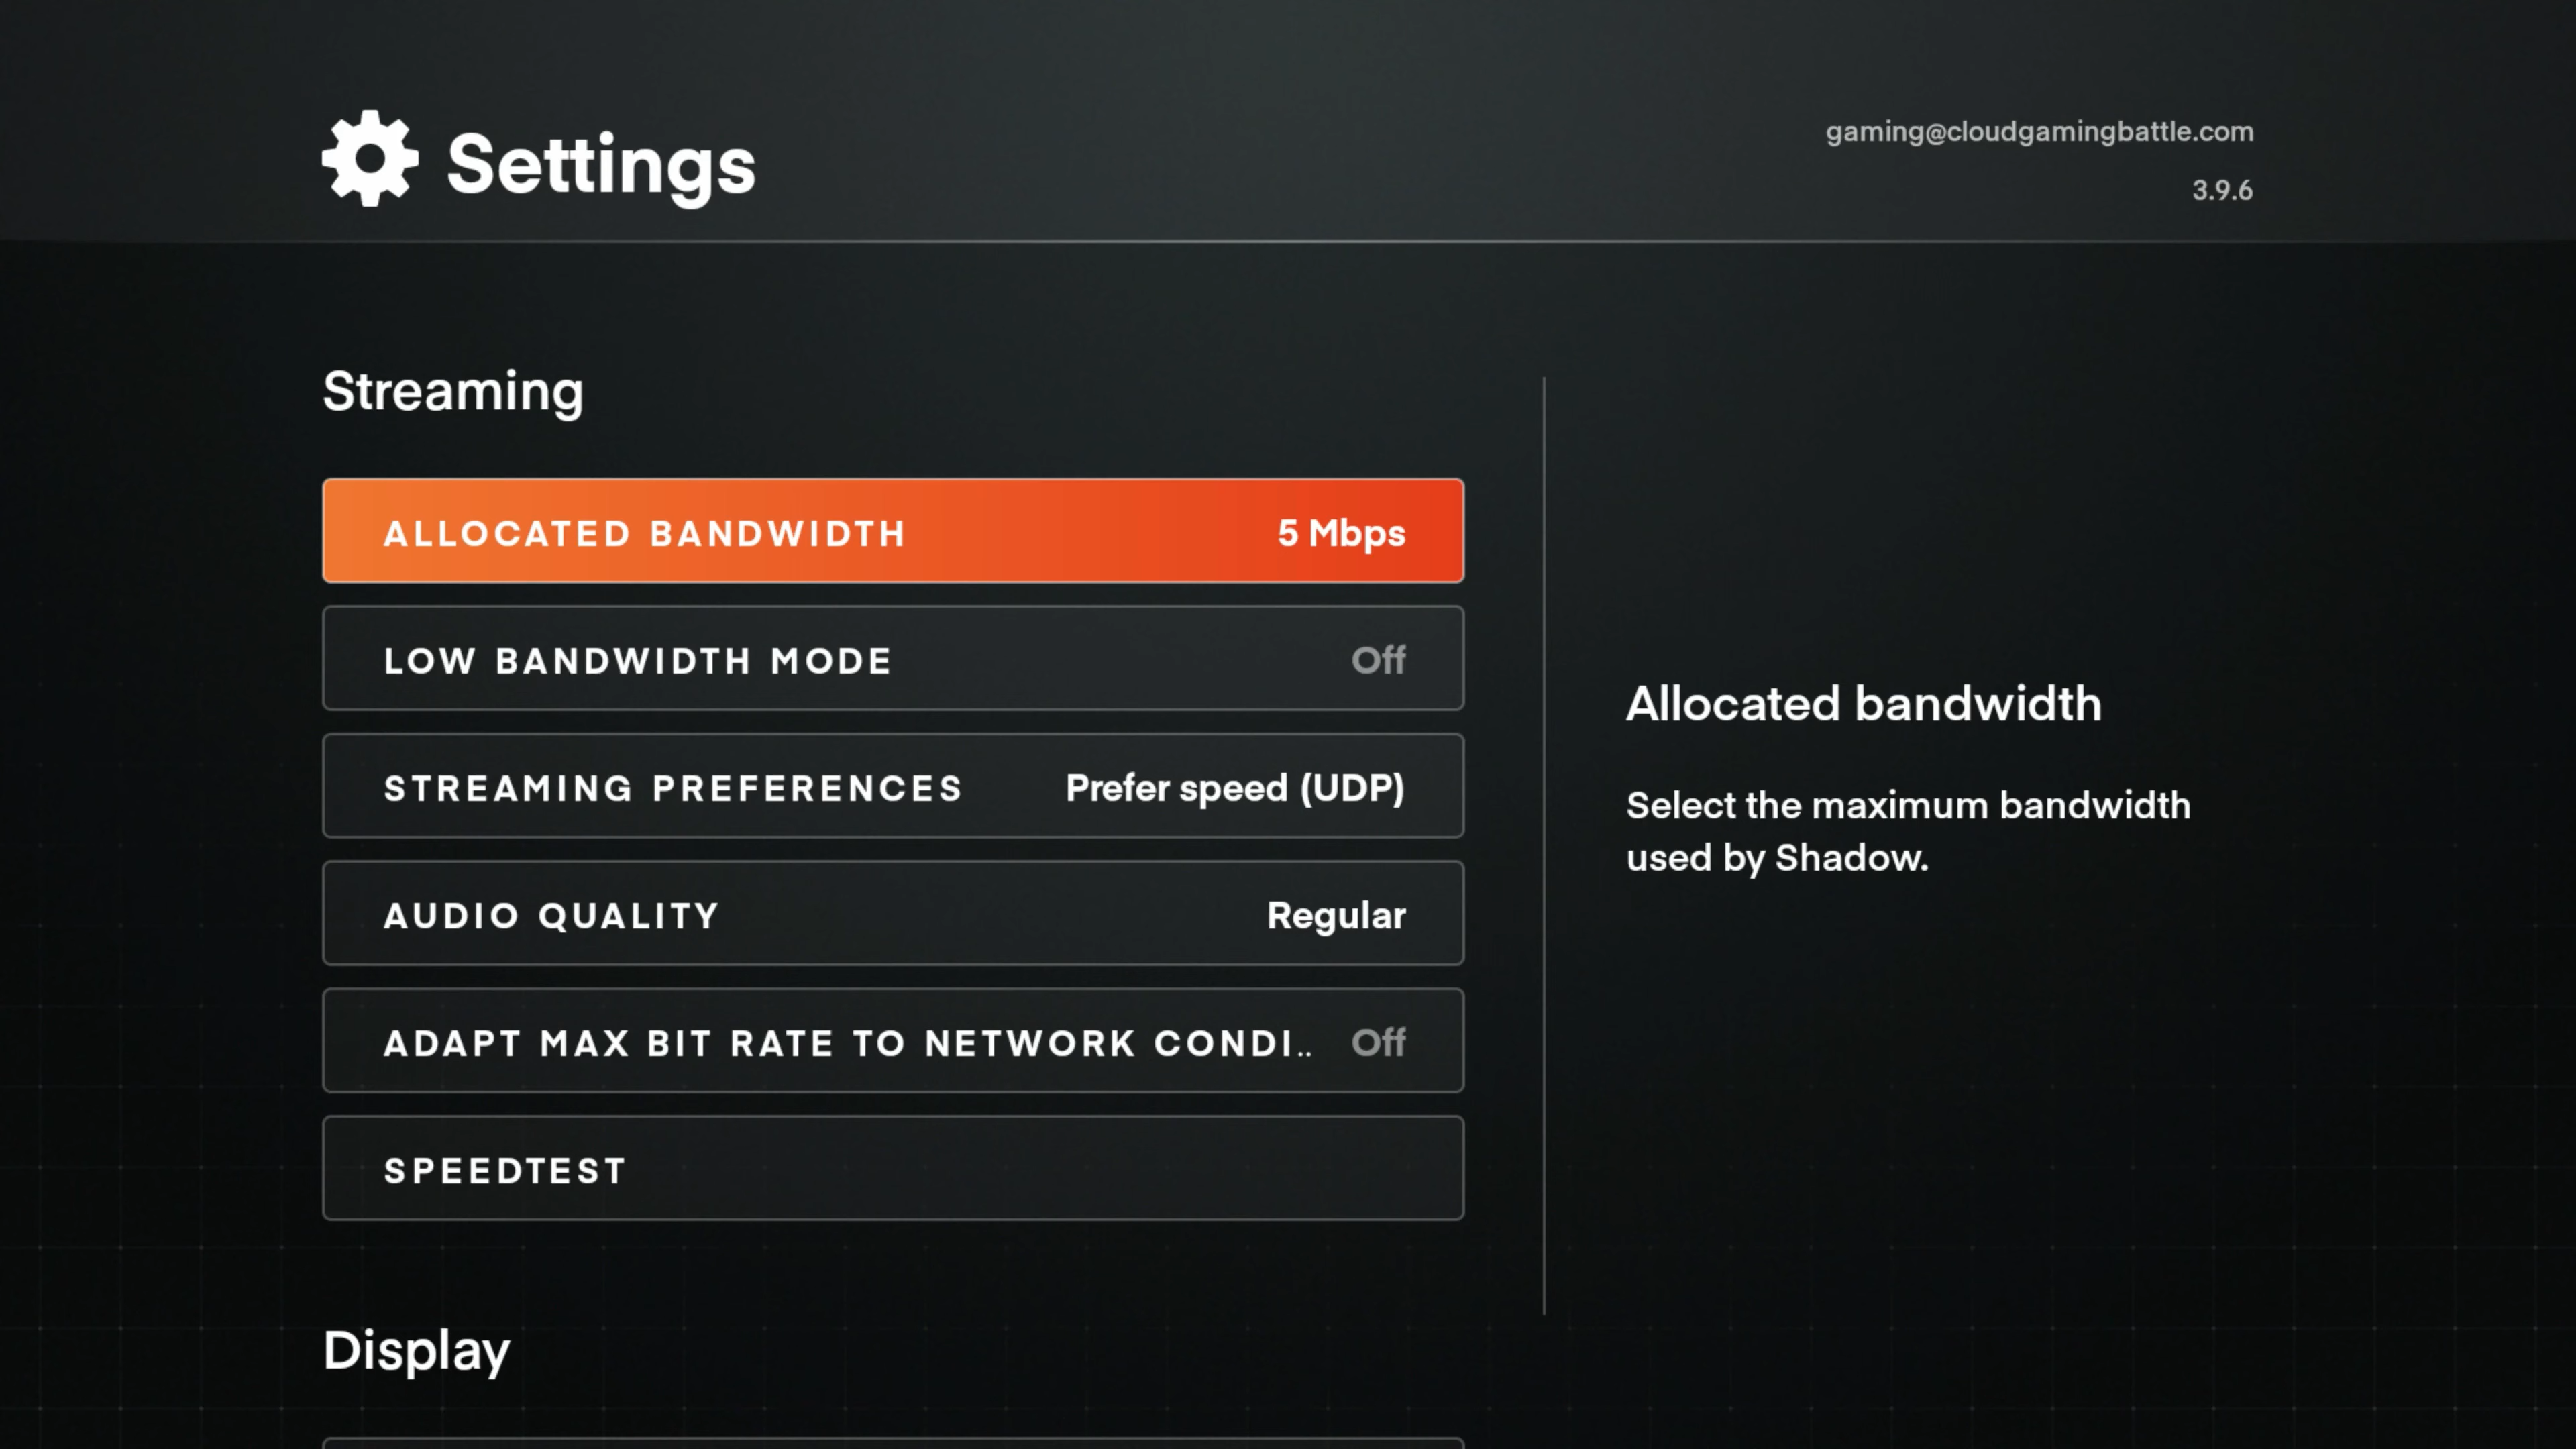 Settings
gaming@cloudgamingbattle.com
3.9.6
Streaming
ALLOCATED BANDWIDTH 5 Mbps
LOW BANDWIDTH MODE Off
STREAMING PREFERENCES Prefer speed (UDP)
AUDIO QUALITY Regular
ADAPT MAX BIT RATE TO NETWORK CONDI.. Off
SPEEDTEST
Display
Allocated bandwidth
Select the maximum bandwidth
used by Shadow.